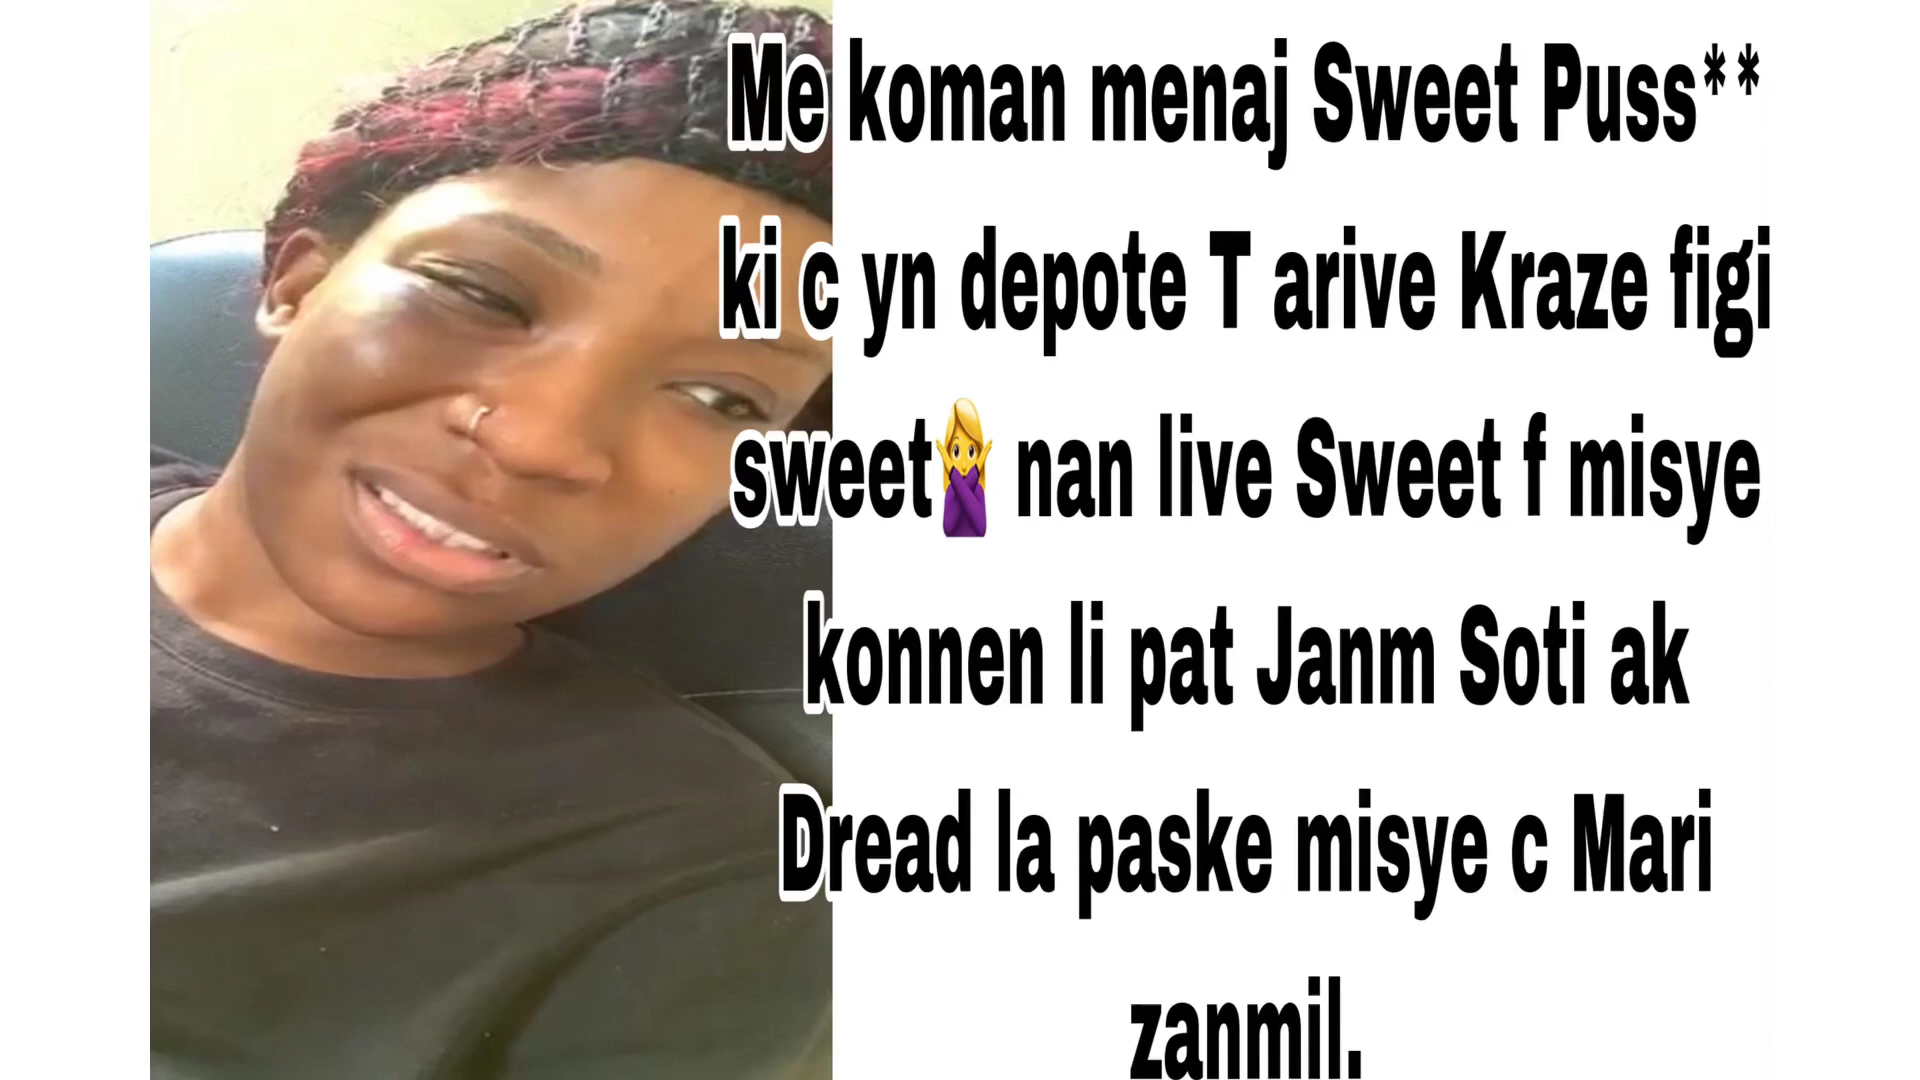 Me koman menaj Sweet Puss**
ki c yn depote T arive Kraze figi
sweet🙅‍♀️ nan live Sweet f misye
konnen li pat Janm Soti ak
Dread la paske misye c Mari
zanmil.